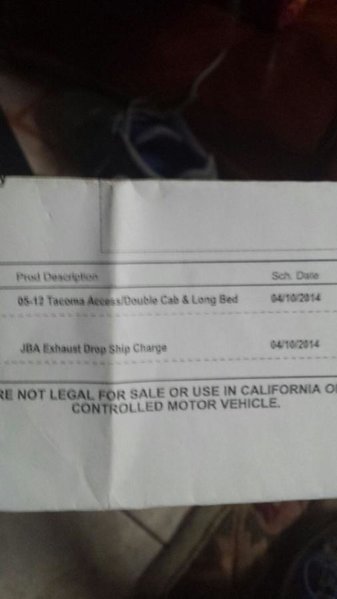 Prod Description Sch. Date
05-12 Tacoma Access/Double Cab & Long Bed 04/10/2014
JBA Exhaust Drop Ship Charge 04/10/2014
RE NOT LEGAL FOR SALE OR USE IN CALIFORNIA O
CONTROLLED MOTOR VEHICLE.